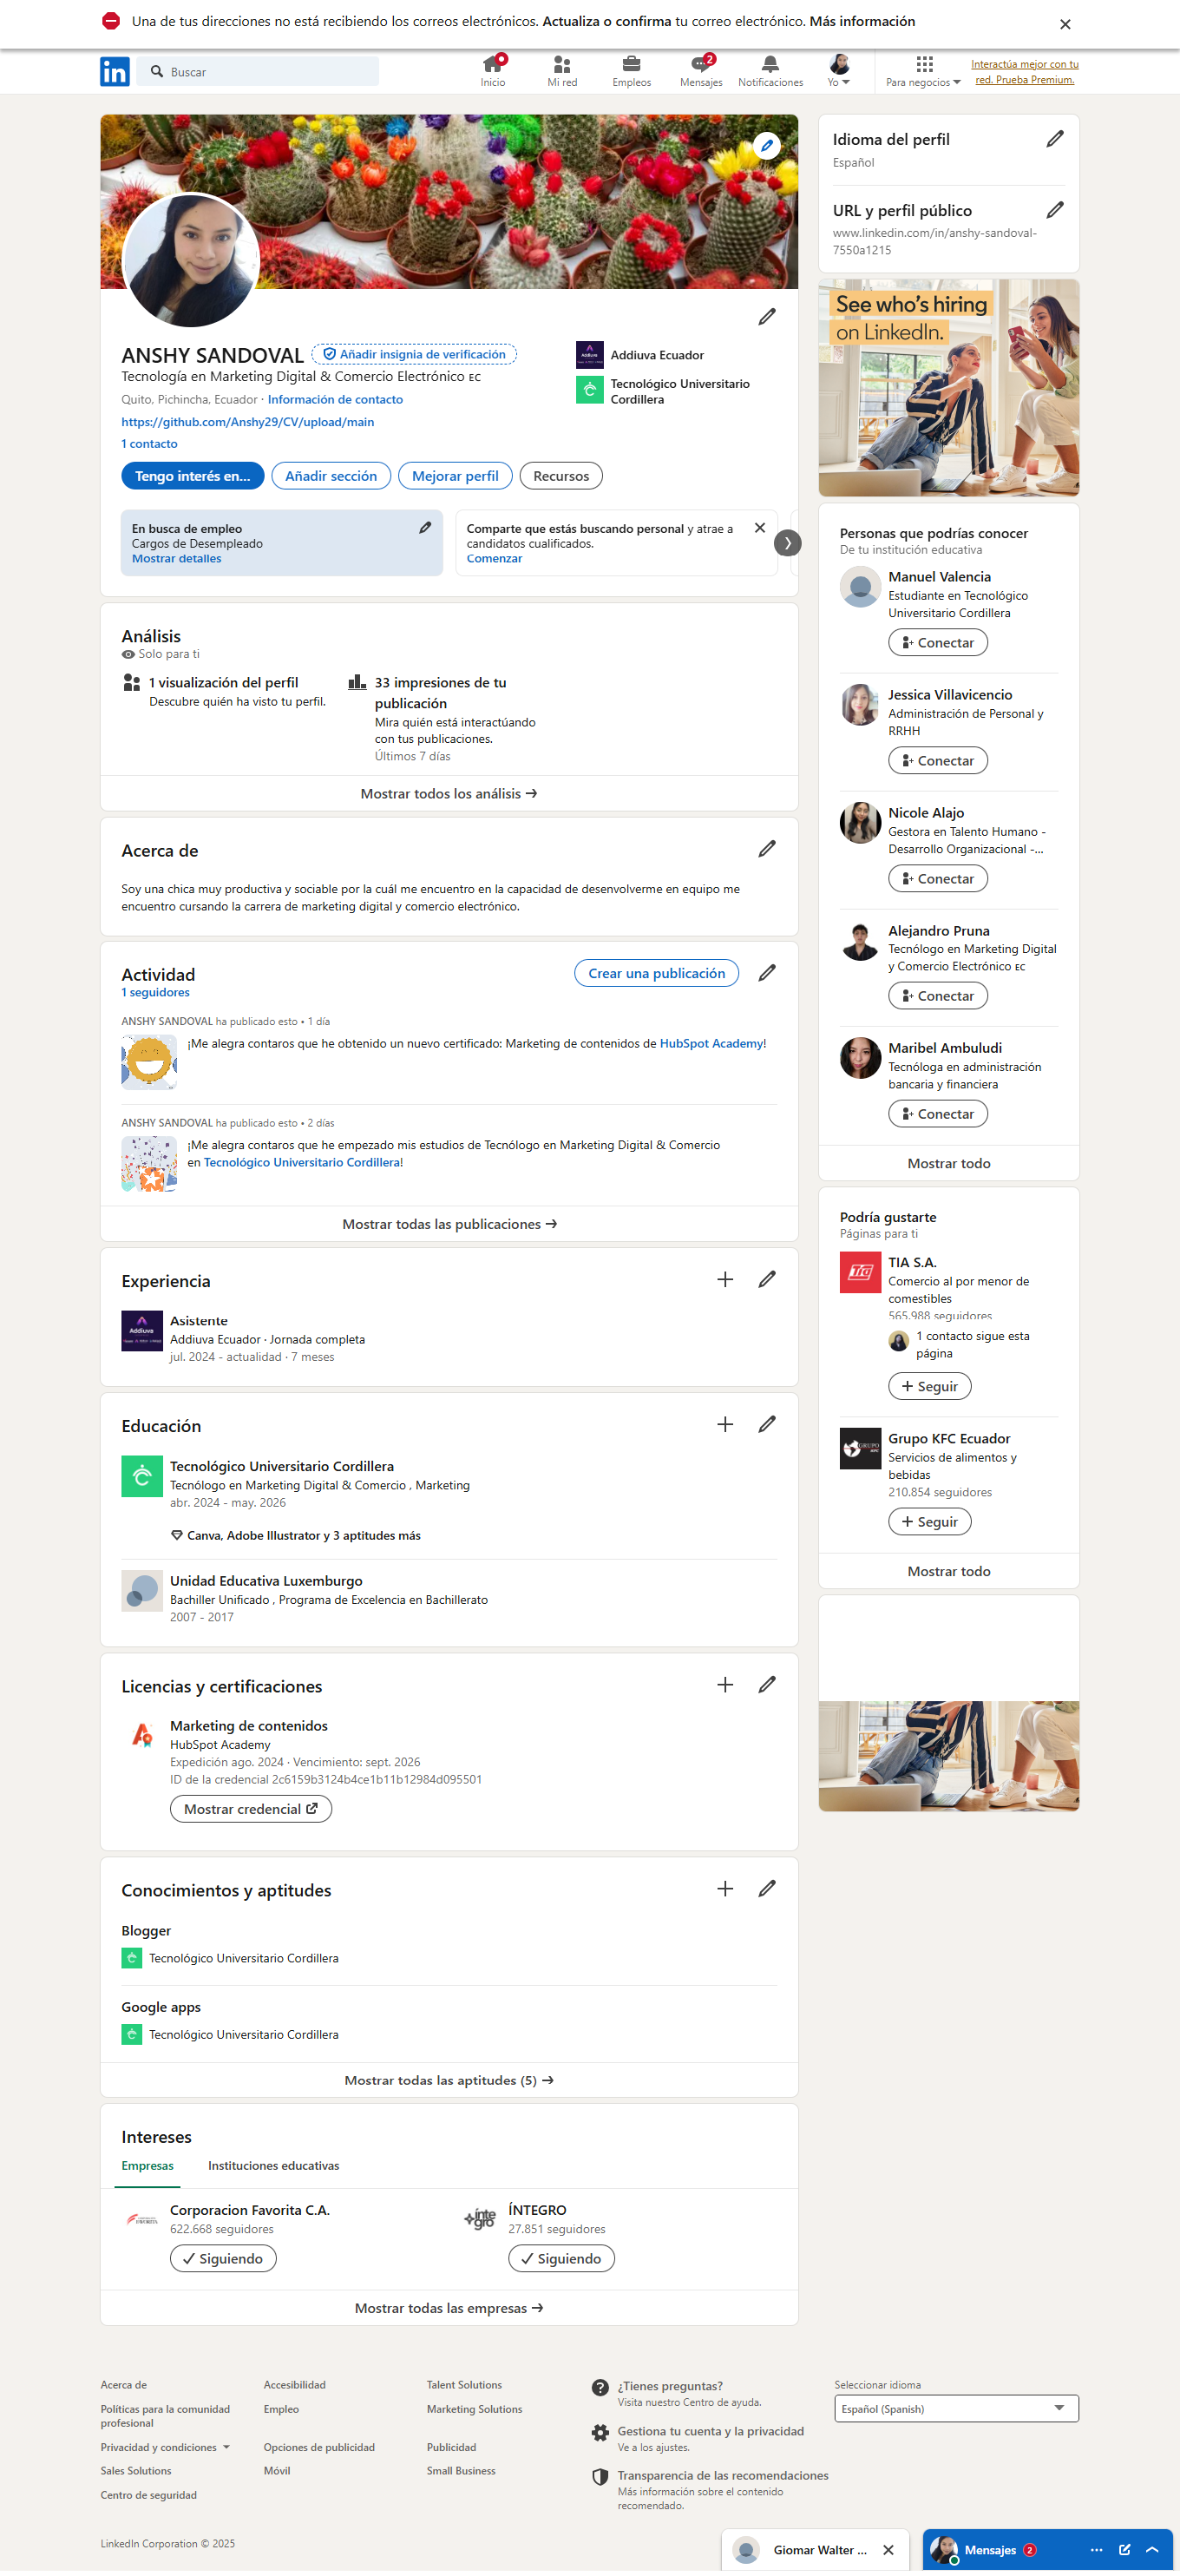 Una de tus direcciones no está recibiendo los correos electrónicos. Actualiza o confirma tu correo electrónico. Más información
in
Buscar
Inicio
Mi red
Empleos
2
Mensajes
Notificaciones
Yo
Para negocios
Interactúa mejor con tu
red. Prueba Premium.
ANSHY SANDOVAL
Añadir insignia de verificación
Tecnología en Marketing Digital & Comercio Electrónico EC
Quito, Pichincha, Ecuador · Información de contacto
https://github.com/Anshy29/CV/upload/main
1 contacto
Addiuva Ecuador
Tecnológico Universitario
Cordillera
Tengo interés en...
Añadir sección
Mejorar perfil
Recursos
En busca de empleo
Cargos de Desempleado
Mostrar detalles
Comparte que estás buscando personal y atrae a
candidatos cualificados.
Comenzar
Análisis
Solo para ti
1 visualización del perfil
Descubre quién ha visto tu perfil.
33 impresiones de tu
publicación
Mira quién está interactúando
con tus publicaciones.
Últimos 7 días
Mostrar todos los análisis →
Acerca de
Soy una chica muy productiva y sociable por la cuál me encuentro en la capacidad de desenvolverme en equipo me
encuentro cursando la carrera de marketing digital y comercio electrónico.
Actividad
1 seguidores
Crear una publicación
ANSHY SANDOVAL ha publicado esto • 1 día
¡Me alegra contaros que he obtenido un nuevo certificado: Marketing de contenidos de HubSpot Academy!
ANSHY SANDOVAL ha publicado esto • 2 días
¡Me alegra contaros que he empezado mis estudios de Tecnólogo en Marketing Digital & Comercio
en Tecnológico Universitario Cordillera!
Mostrar todas las publicaciones →
Experiencia
Addiuva
Asistente
Addiuva Ecuador · Jornada completa
jul. 2024 - actualidad · 7 meses
Educación
Tecnológico Universitario Cordillera
Tecnólogo en Marketing Digital & Comercio , Marketing
abr. 2024 - may. 2026
Canva, Adobe Illustrator y 3 aptitudes más
Unidad Educativa Luxemburgo
Bachiller Unificado , Programa de Excelencia en Bachillerato
2007 - 2017
Licencias y certificaciones
Marketing de contenidos
HubSpot Academy
Expedición ago. 2024 · Vencimiento: sept. 2026
ID de la credencial 2c6159b3124b4ce1b11b12984d095501
Mostrar credencial
Conocimientos y aptitudes
Blogger
Tecnológico Universitario Cordillera
Google apps
Tecnológico Universitario Cordillera
Mostrar todas las aptitudes (5) →
Intereses
Empresas
Instituciones educativas
FAVORITA
Corporacion Favorita C.A.
622.668 seguidores
Siguiendo
íntegro
ÍNTEGRO
27.851 seguidores
Siguiendo
Mostrar todas las empresas →
Idioma del perfil
Español
URL y perfil público
www.linkedin.com/in/anshy-sandoval-
7550a1215
See who's hiring
on LinkedIn.
Personas que podrías conocer
De tu institución educativa
Manuel Valencia
Estudiante en Tecnológico
Universitario Cordillera
Conectar
Jessica Villavicencio
Administración de Personal y
RRHH
Conectar
Nicole Alajo
Gestora en Talento Humano -
Desarrollo Organizacional -...
Conectar
Alejandro Pruna
Tecnólogo en Marketing Digital
y Comercio Electrónico EC
Conectar
Maribel Ambuludi
Tecnóloga en administración
bancaria y financiera
Conectar
Mostrar todo
Podría gustarte
Páginas para ti
Tia
TIA S.A.
Comercio al por menor de
comestibles
565.988 seguidores
1 contacto sigue esta
página
Seguir
GRUPO
KFC
Grupo KFC Ecuador
Servicios de alimentos y
bebidas
210.854 seguidores
Seguir
Mostrar todo
Acerca de
Accesibilidad
Talent Solutions
Políticas para la comunidad
profesional
Empleo
Marketing Solutions
Privacidad y condiciones
Opciones de publicidad
Publicidad
Sales Solutions
Móvil
Small Business
Centro de seguridad
¿Tienes preguntas?
Visita nuestro Centro de ayuda.
Gestiona tu cuenta y la privacidad
Ve a los ajustes.
Transparencia de las recomendaciones
Más información sobre el contenido
recomendado.
Seleccionar idioma
Español (Spanish)
LinkedIn Corporation © 2025
Giomar Walter ...
Mensajes 2